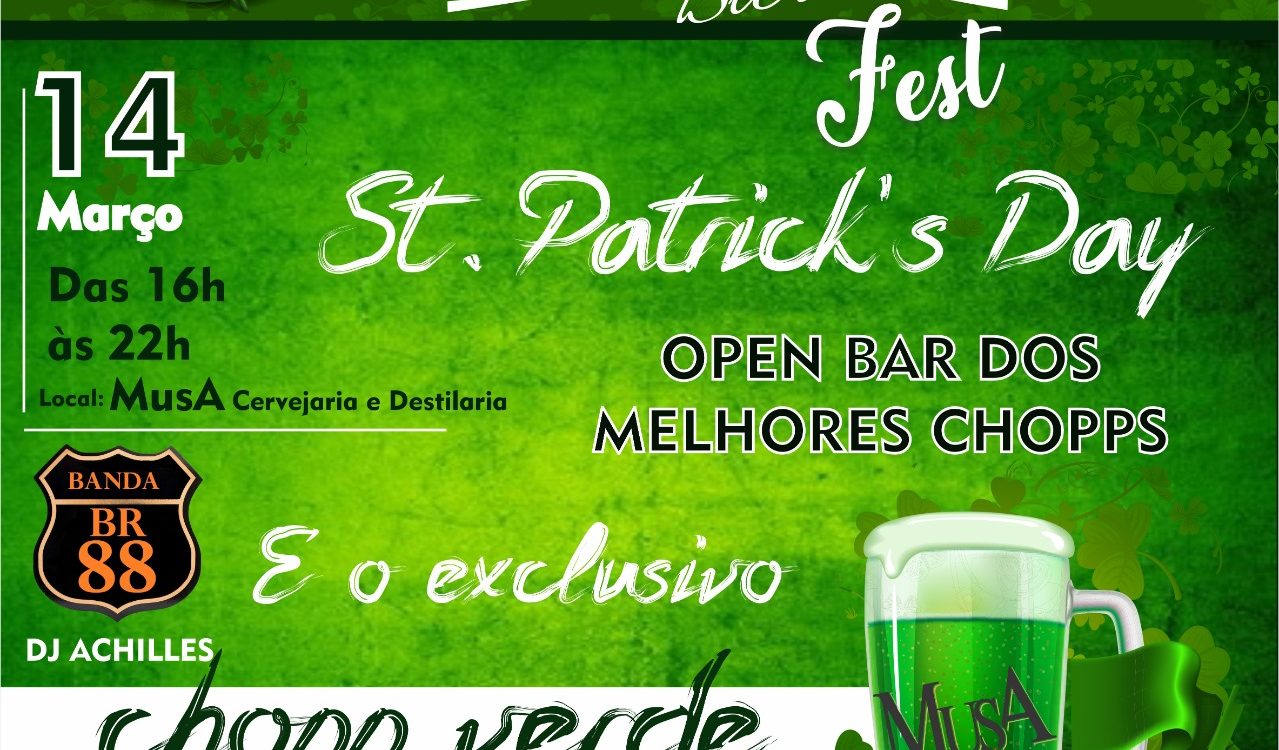 Fest
14
Março
St. Patrick's Day
Das 16h
às 22h
Local: MusA Cervejaria e Destilaria
OPEN BAR DOS
MELHORES CHOPPS
BANDA
BR
88
E o exclusivo
DJ ACHILLES
chopp verde
MusA